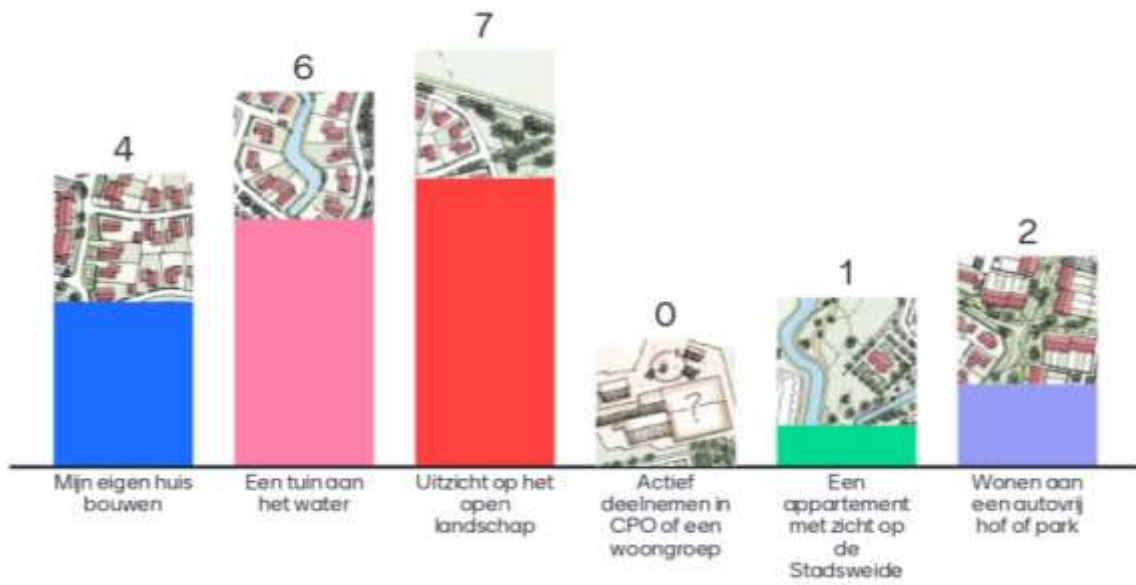 4
6
7
0
1
2
?
Mijn eigen huis
bouwen
Een tuin aan
het water
Uitzicht op het
open
landschap
Actief
deelnemen in
CPO of een
woongroep
Een
appartement
met zicht op
de
Stadsweide
Wonen aan
een autovrij
hof of park